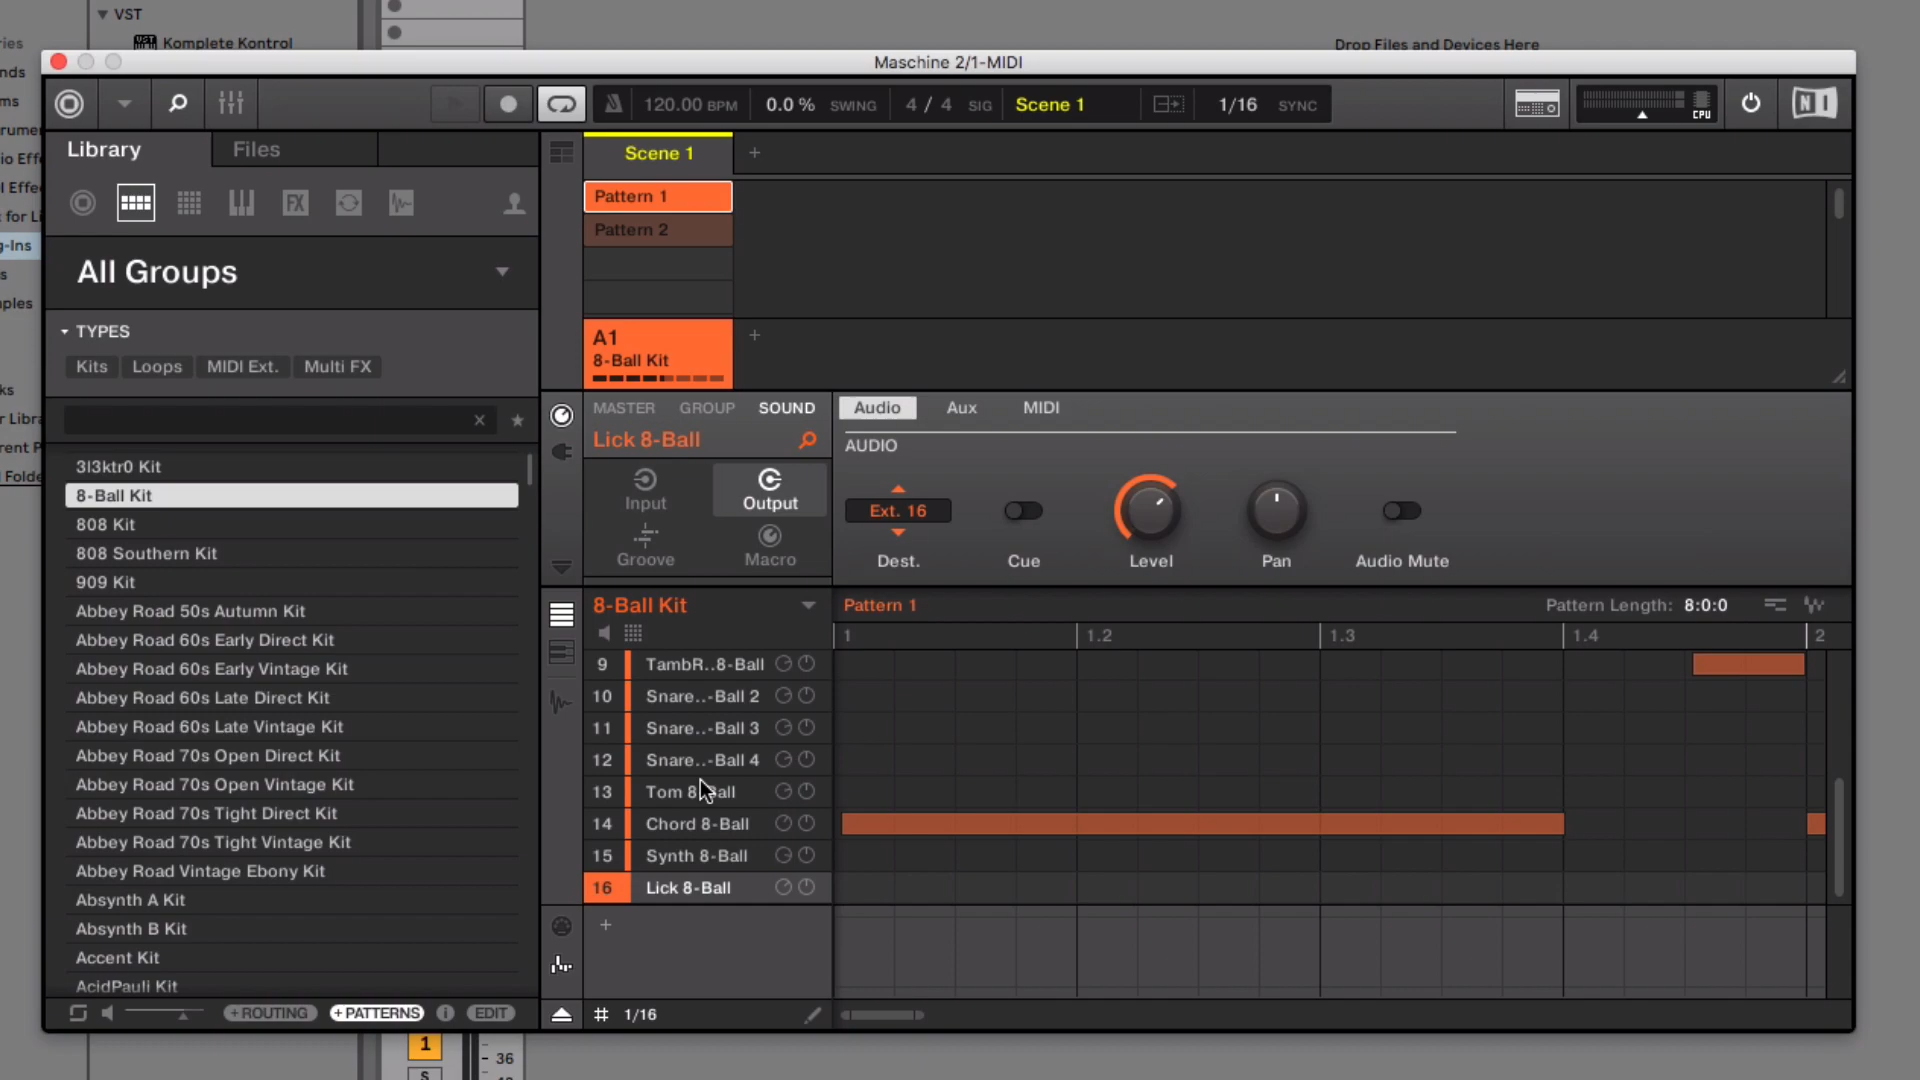 VST
Komplete Kontrol
Drop Files and Devices Here
Maschine 2/1-MIDI
120.00 BPM
0.0 % SWING
4 / 4 SIG
Scene 1
1/16 SYNC
CPU
NI
Library
Files
Scene 1
+
Pattern 1
Pattern 2
FX
All Groups
TYPES
Kits
Loops
MIDI Ext.
Multi FX
A1
8-Ball Kit
+
MASTER
GROUP
SOUND
Audio
Aux
MIDI
Lick 8-Ball
AUDIO
Input
Output
Groove
Macro
Ext. 16
Dest.
Cue
Level
Pan
Audio Mute
3l3ktr0 Kit
8-Ball Kit
808 Kit
808 Southern Kit
909 Kit
Abbey Road 50s Autumn Kit
Abbey Road 60s Early Direct Kit
Abbey Road 60s Early Vintage Kit
Abbey Road 60s Late Direct Kit
Abbey Road 60s Late Vintage Kit
Abbey Road 70s Open Direct Kit
Abbey Road 70s Open Vintage Kit
Abbey Road 70s Tight Direct Kit
Abbey Road 70s Tight Vintage Kit
Abbey Road Vintage Ebony Kit
Absynth A Kit
Absynth B Kit
Accent Kit
AcidPauli Kit
8-Ball Kit
Pattern 1
Pattern Length: 8:0:0
1
1.2
1.3
1.4
2
9 TambR..8-Ball
10 Snare..-Ball 2
11 Snare..-Ball 3
12 Snare..-Ball 4
13 Tom 8-Ball
14 Chord 8-Ball
15 Synth 8-Ball
16 Lick 8-Ball
+
+ ROUTING
+ PATTERNS
i
EDIT
# 1/16
1
- 36
S
ries
nds
ms
g-Ins
s
ks